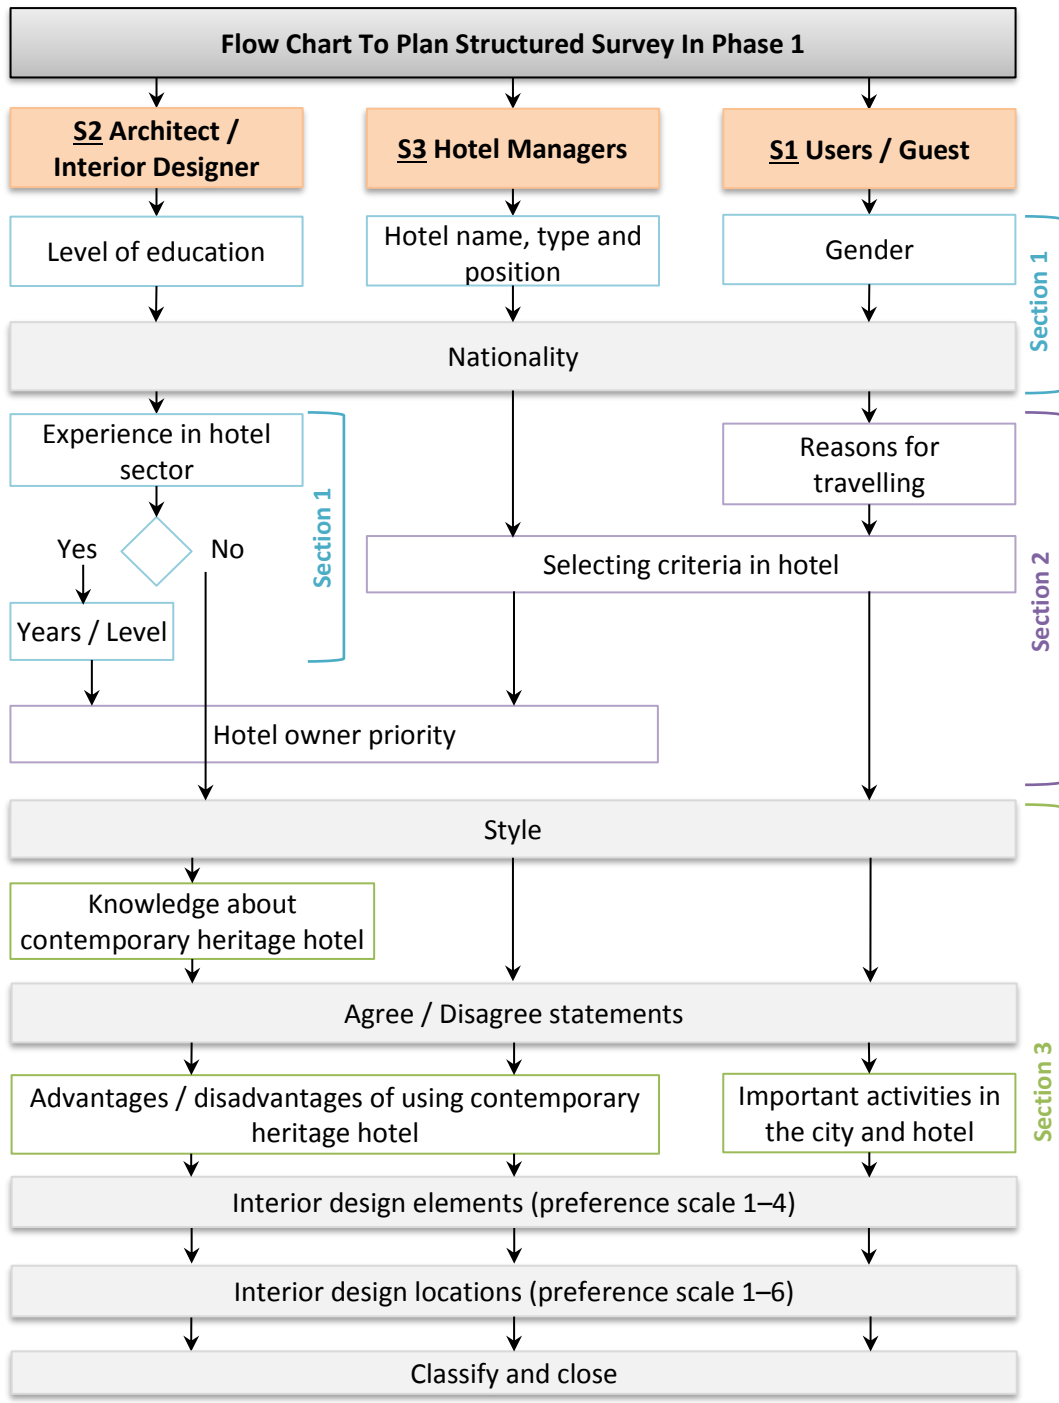 Flow Chart To Plan Structured Survey In Phase 1
S2 Architect /
Interior Designer
S3 Hotel Managers
S1 Users / Guest
Level of education
Hotel name, type and
position
Gender
Section 1
Nationality
Experience in hotel
sector
Section 1
Reasons for
travelling
Yes
No
Selecting criteria in hotel
Section 2
Years / Level
Hotel owner priority
Style
Knowledge about
contemporary heritage hotel
Agree / Disagree statements
Section 3
Advantages / disadvantages of using contemporary
heritage hotel
Important activities in
the city and hotel
Interior design elements (preference scale 1–4)
Interior design locations (preference scale 1–6)
Classify and close